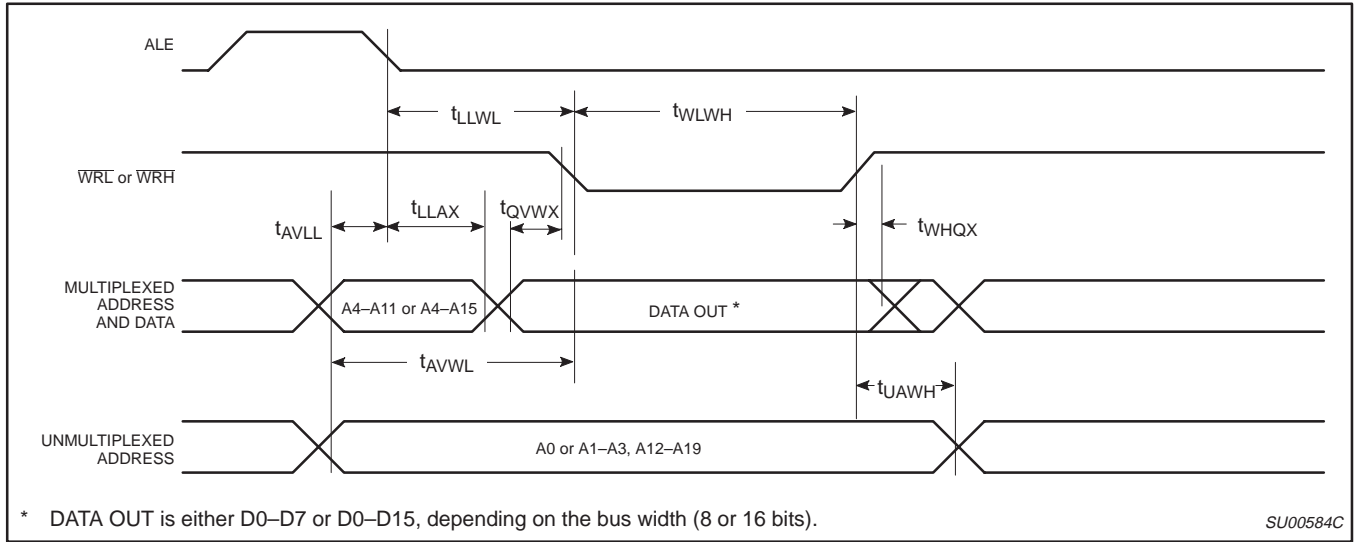 ALE
tLLWL
tWLWH
WRL or WRH
tAVLL
tLLAX
tQVWX
tWHQX
MULTIPLEXED
ADDRESS
AND DATA
A4–A11 or A4–A15
DATA OUT *
tAVWL
tUAWH
UNMULTIPLEXED
ADDRESS
A0 or A1–A3, A12–A19
* DATA OUT is either D0–D7 or D0–D15, depending on the bus width (8 or 16 bits).
SU00584C